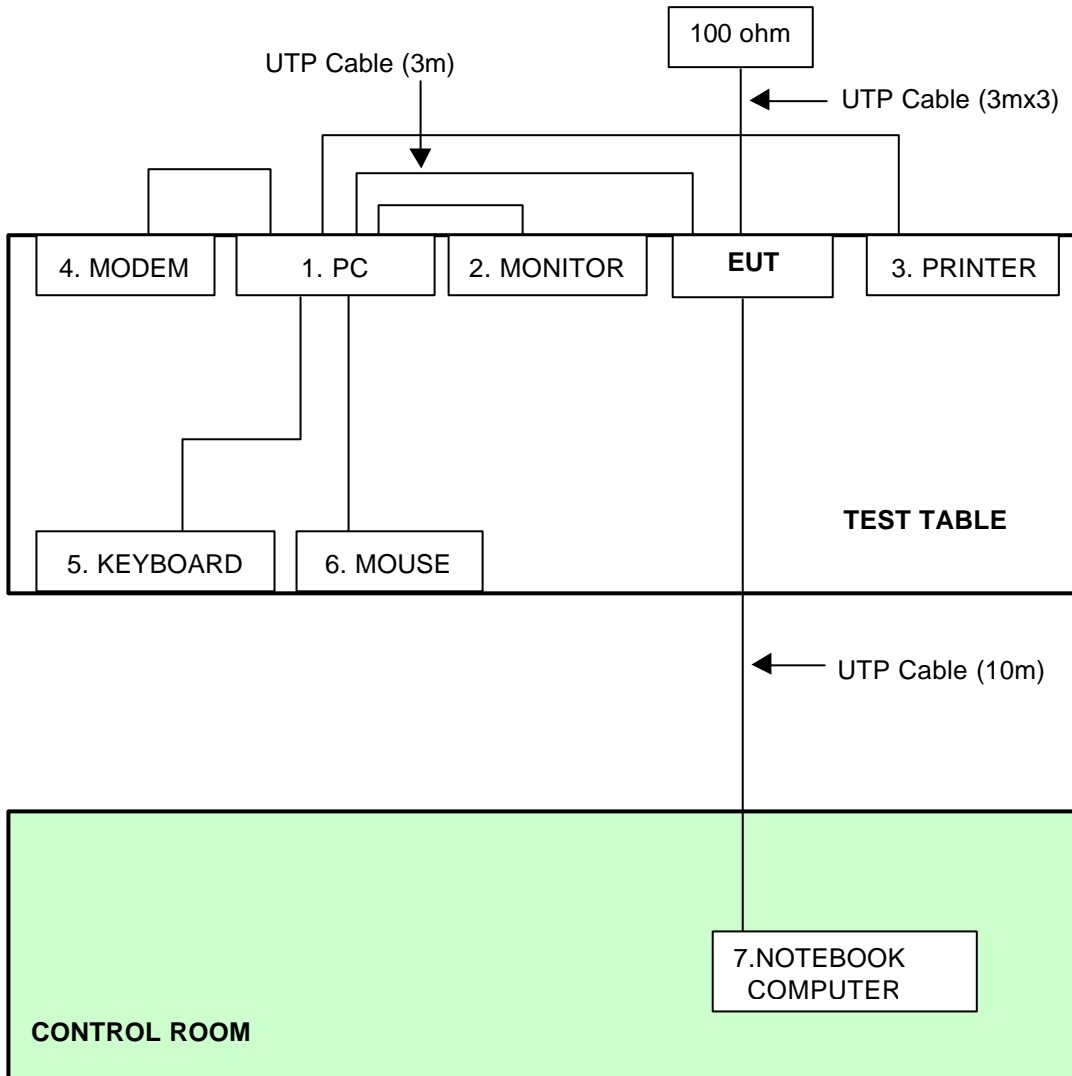 100 ohm
UTP Cable (3m)
UTP Cable (3mx3)
4. MODEM
1. PC
2. MONITOR
EUT
3. PRINTER
TEST TABLE
5. KEYBOARD
6. MOUSE
UTP Cable (10m)
7.NOTEBOOK
COMPUTER
CONTROL ROOM